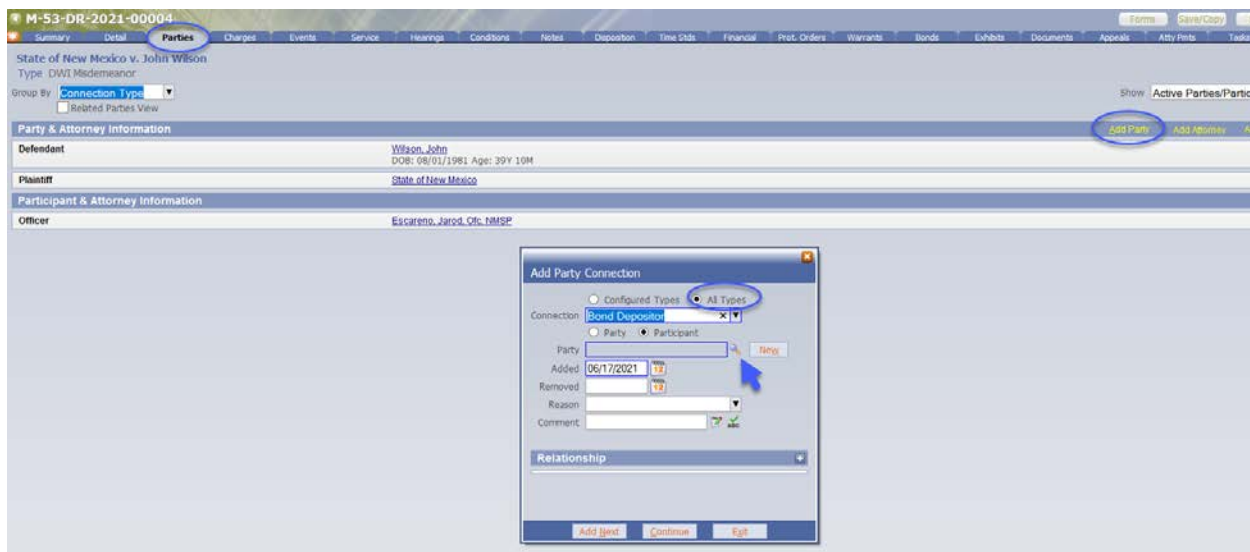 M-53-DR-2021-00004 Forms Save/Copy
Summary Detail Parties Charges Events Service Hearings Conditions Notes Disposition Time Stds Financial Prot. Orders Warrants Bonds Exhibits Documents Appeals Atty Pmts Tasks
State of New Mexico v. John Wilson
Type DWI Misdemeanor
Group By Connection Type Show Active Parties/Partic
Related Parties View
Party & Attorney Information Add Party Add Attorney A
Defendant Wilson, John
DOB: 08/01/1981 Age: 39Y 10M
Plaintiff State of New Mexico
Participant & Attorney Information
Officer Escareno, Jarod, Ofc, NMSP
Add Party Connection
Configured Types All Types
Connection Bond Depositor
Party Participant
Party New
Added 06/17/2021 12
Removed 12
Reason
Comment ABC
Relationship
Add Next Continue Exit